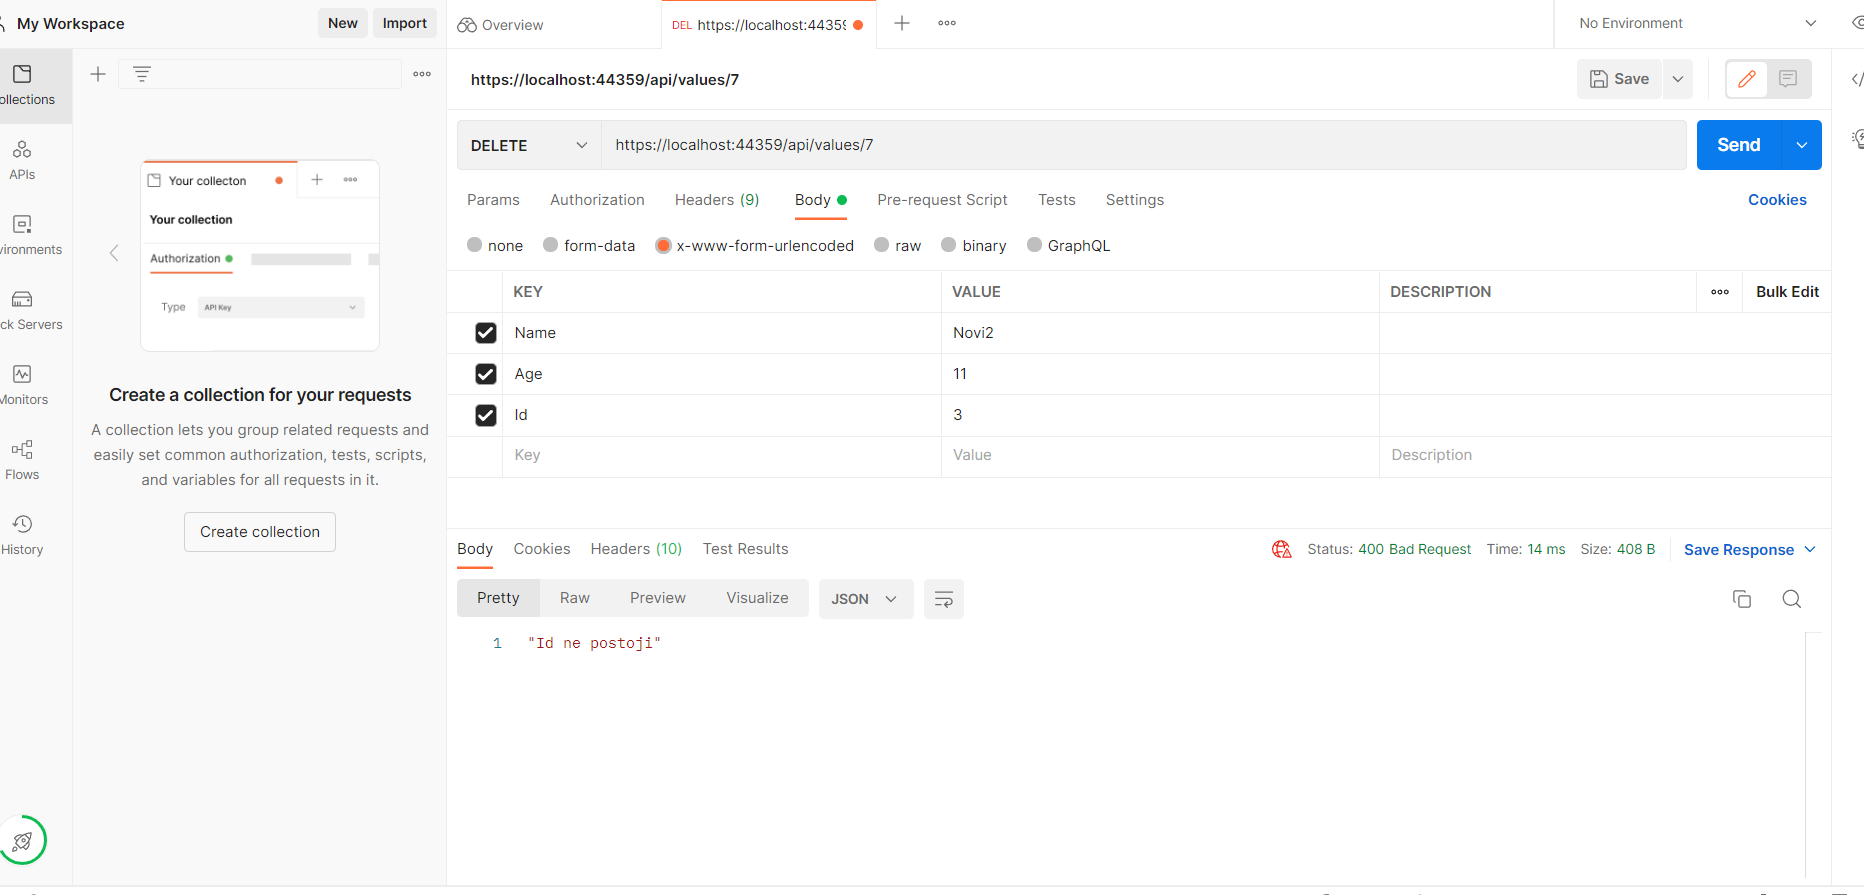 My Workspace
New
Import
Overview
DEL https://localhost:4435
No Environment
ollections
APIs
vironments
ck Servers
Monitors
Flows
History
Your collecton
Your collection
Authorization
Type
API Key
Create a collection for your requests
A collection lets you group related requests and
easily set common authorization, tests, scripts,
and variables for all requests in it.
Create collection
https://localhost:44359/api/values/7
Save
DELETE
https://localhost:44359/api/values/7
Send
Params
Authorization
Headers (9)
Body
Pre-request Script
Tests
Settings
Cookies
none
form-data
x-www-form-urlencoded
raw
binary
GraphQL
KEY
VALUE
DESCRIPTION
Bulk Edit
Name
Novi2
Age
11
Id
3
Key
Value
Description
Body
Cookies
Headers (10)
Test Results
Status: 400 Bad Request
Time: 14 ms
Size: 408 B
Save Response
Pretty
Raw
Preview
Visualize
JSON
1 "Id ne postoji"